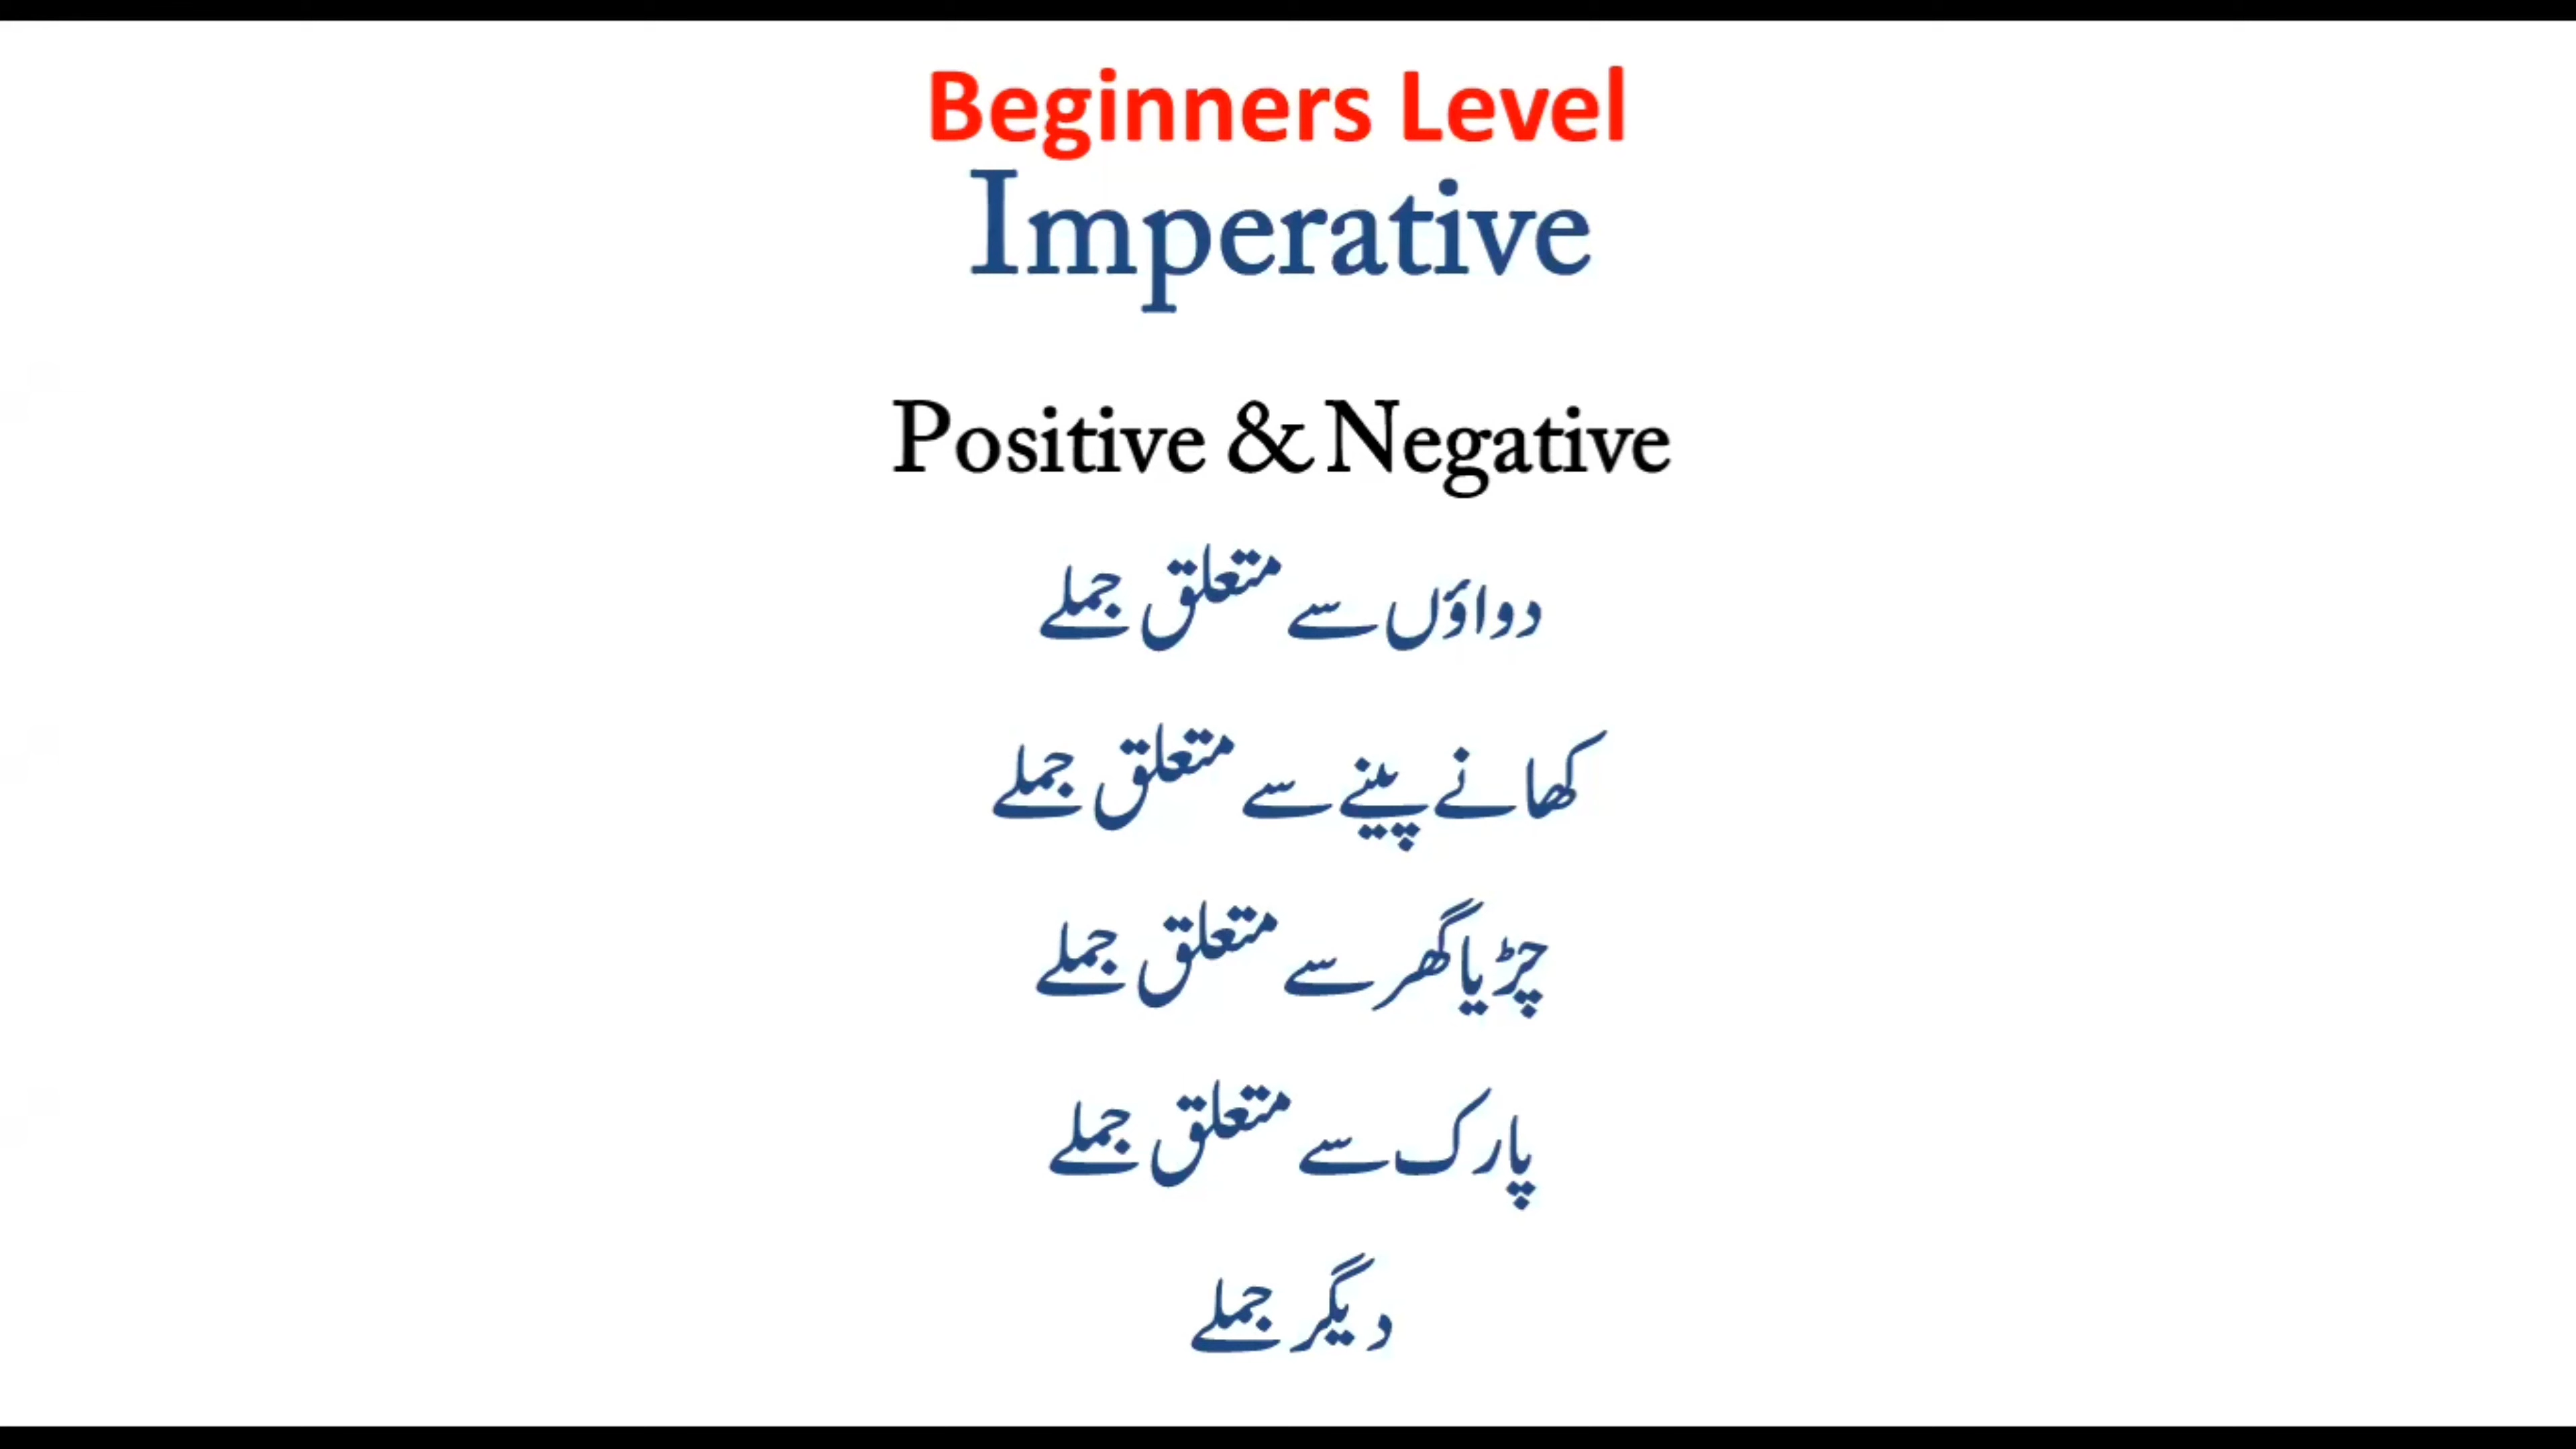 Beginners Level
Imperative
Positive & Negative
دواؤں سے متعلق جملے
کھانے پینے سے متعلق جملے
چڑیا گھر سے متعلق جملے
پارک سے متعلق جملے
دیگر جملے